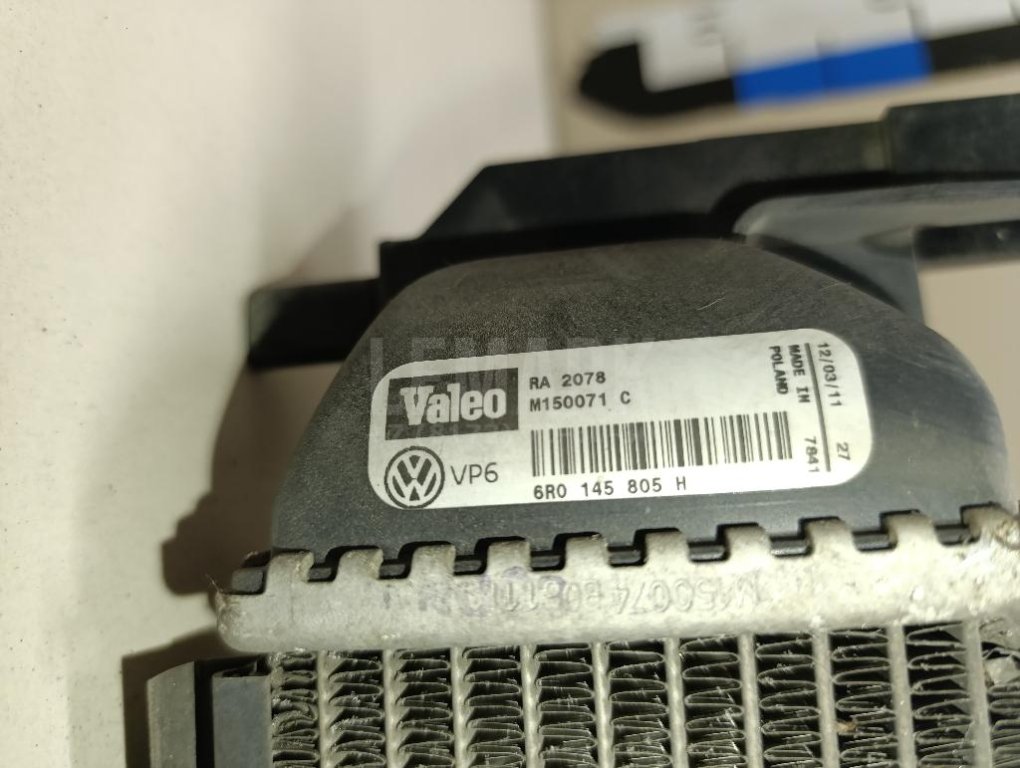 Valeo
RA 2078
M150071 C
VP6
6R0 145 805 H
MADE IN
POLAND
12/03/11 27
7841